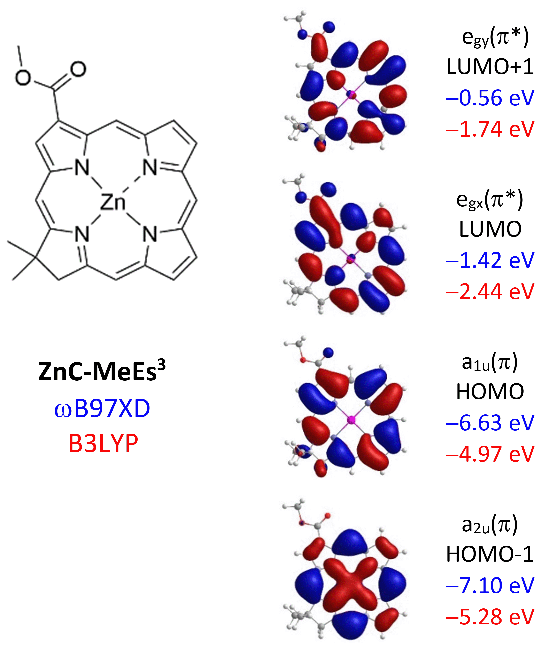 O
O
N
N
Zn
N
N
ZnC-MeEs³
ωB97XD
B3LYP
e_gy(π*)
LUMO+1
−0.56 eV
−1.74 eV
e_gx(π*)
LUMO
−1.42 eV
−2.44 eV
a_1u(π)
HOMO
−6.63 eV
−4.97 eV
a_2u(π)
HOMO-1
−7.10 eV
−5.28 eV